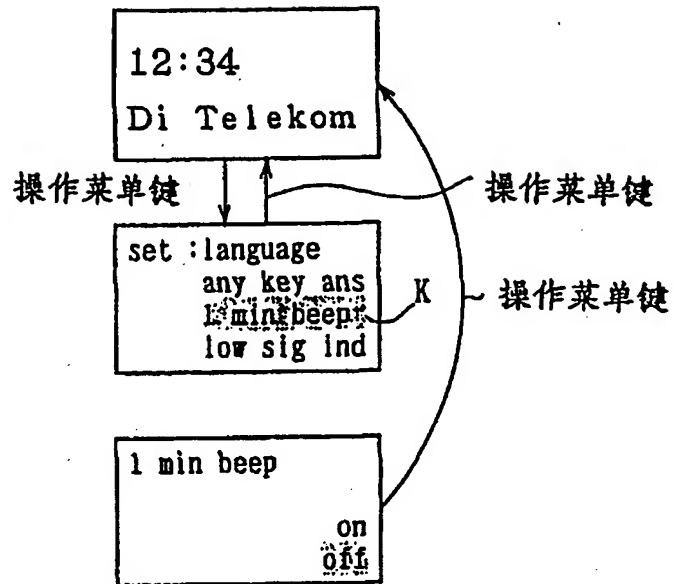 12:34
Di Telekom
操作菜单键
操作菜单键
set :language
any key ans
1 min beep
low sig ind
K
操作菜单键
1 min beep
on
off